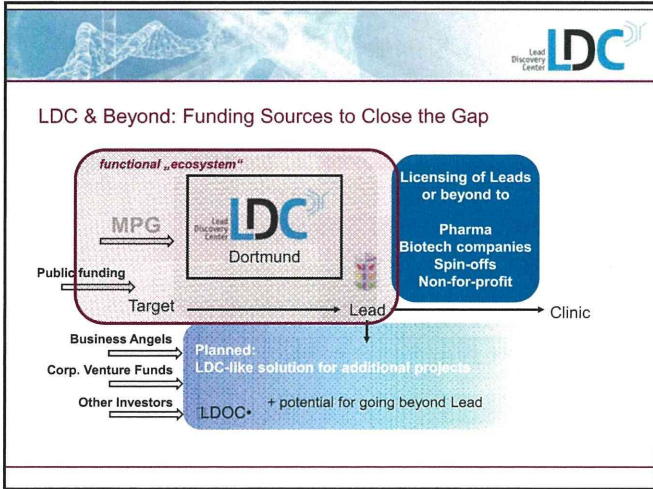 Lead
Discovery
Center
LDC
LDC & Beyond: Funding Sources to Close the Gap
functional „ecosystem“
MPG
Lead
Discovery
Center
LDC
Dortmund
Licensing of Leads
or beyond to
Pharma
Biotech companies
Spin-offs
Non-for-profit
Public funding
Target
Lead
Clinic
Business Angels
Corp. Venture Funds
Other Investors
Planned:
LDC-like solution for additional projects
LDOC•
+ potential for going beyond Lead